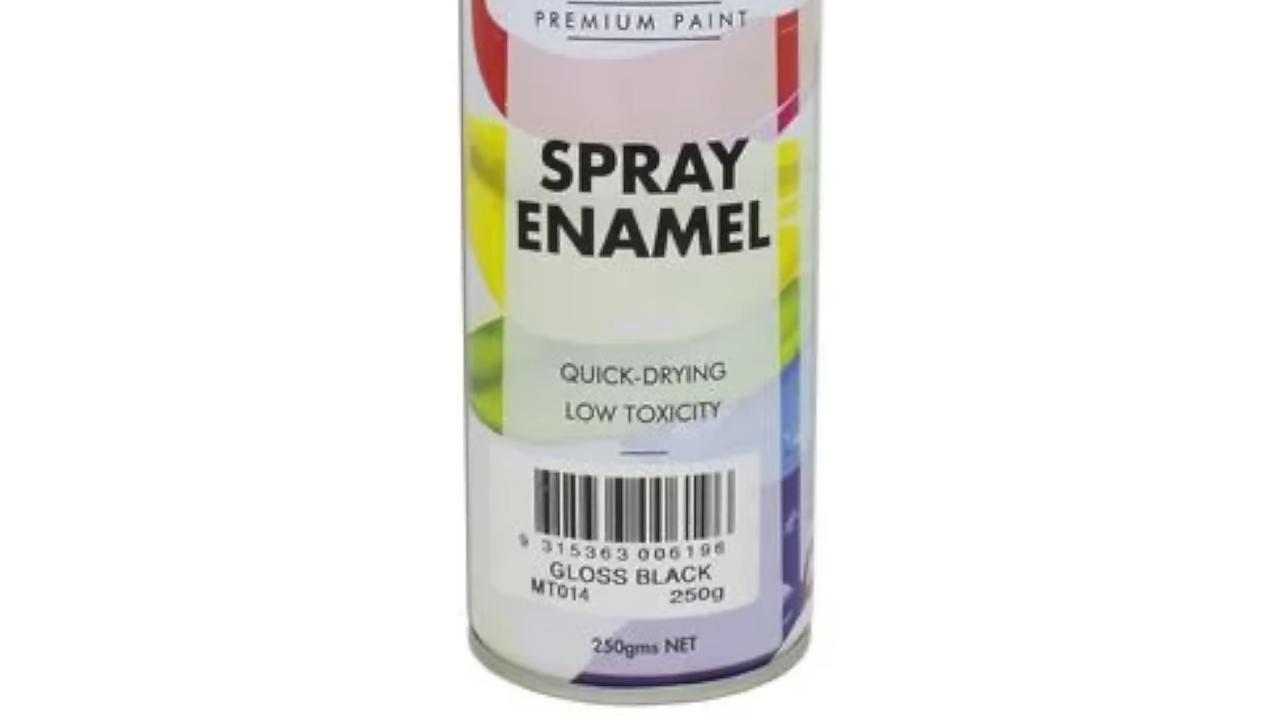 PREMIUM PAINT
SPRAY
ENAMEL
QUICK-DRYING
LOW TOXICITY
9 315363 006196
GLOSS BLACK
MT014 250g
250gms NET